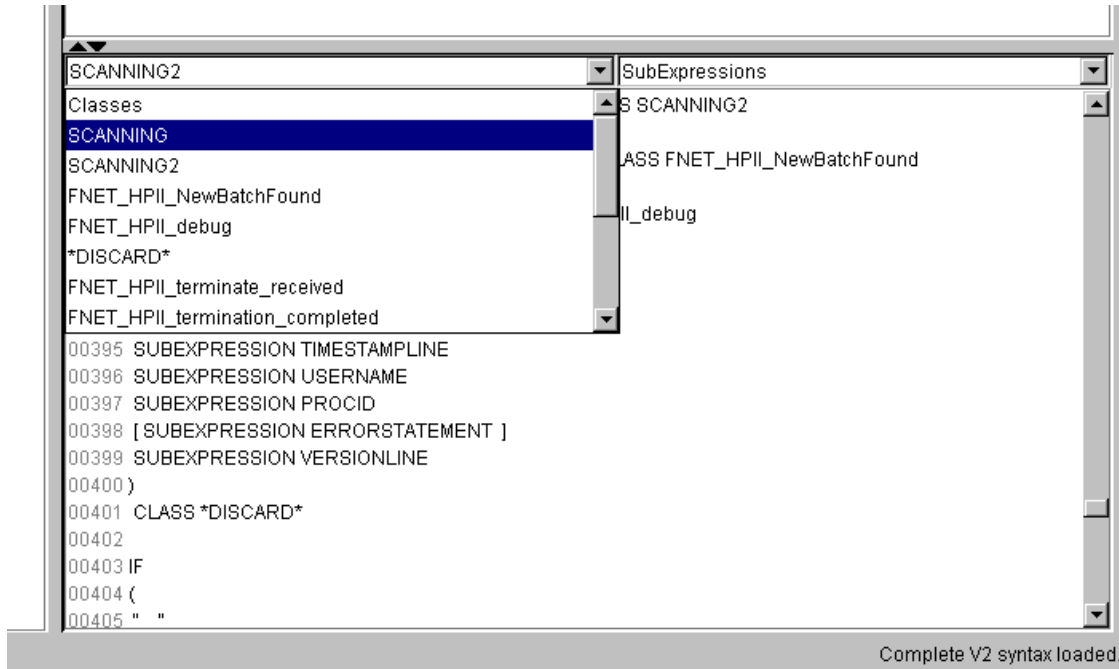 SCANNING2 SubExpressions
Classes
S SCANNING2
SCANNING
SCANNING2
ASS FNET_HPII_NewBatchFound
FNET_HPII_NewBatchFound
II_debug
FNET_HPII_debug
*DISCARD*
FNET_HPII_terminate_received
FNET_HPII_termination_completed
00395 SUBEXPRESSION TIMESTAMPLINE
00396 SUBEXPRESSION USERNAME
00397 SUBEXPRESSION PROCID
00398 [ SUBEXPRESSION ERRORSTATEMENT ]
00399 SUBEXPRESSION VERSIONLINE
00400 )
00401 CLASS *DISCARD*
00402
00403 IF
00404 (
00405 " "
Complete V2 syntax loaded